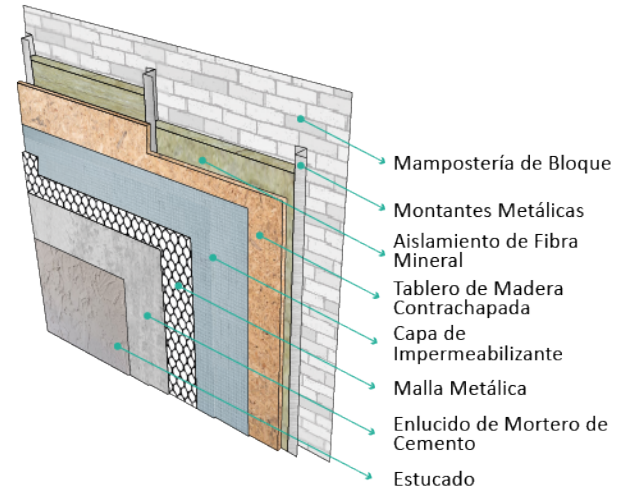 Mampostería de Bloque
Montantes Metálicas
Aislamiento de Fibra
Mineral
Tablero de Madera
Contrachapada
Capa de
Impermeabilizante
Malla Metálica
Enlucido de Mortero de
Cemento
Estucado